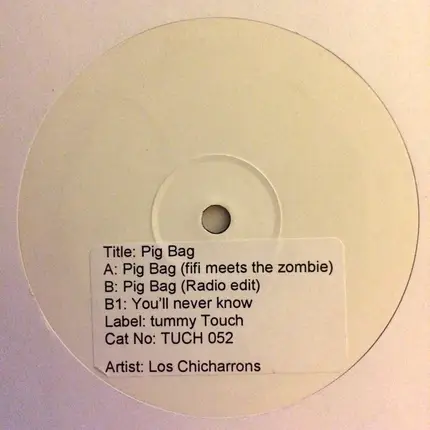 Title: Pig Bag
A: Pig Bag (fifi meets the zombie)
B: Pig Bag (Radio edit)
B1: You'll never know
Label: tummy Touch
Cat No: TUCH 052
Artist: Los Chicharrons